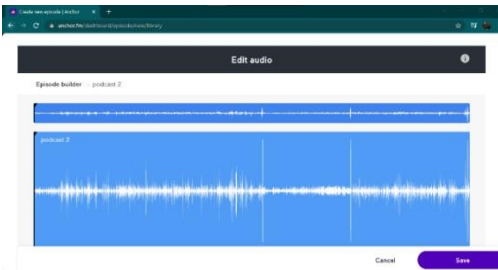 Create new episode | Anchor
anchor.fm/dashboard/episode/new/library
Edit audio
Episode builder podcast 2
podcast 2
Cancel
Save